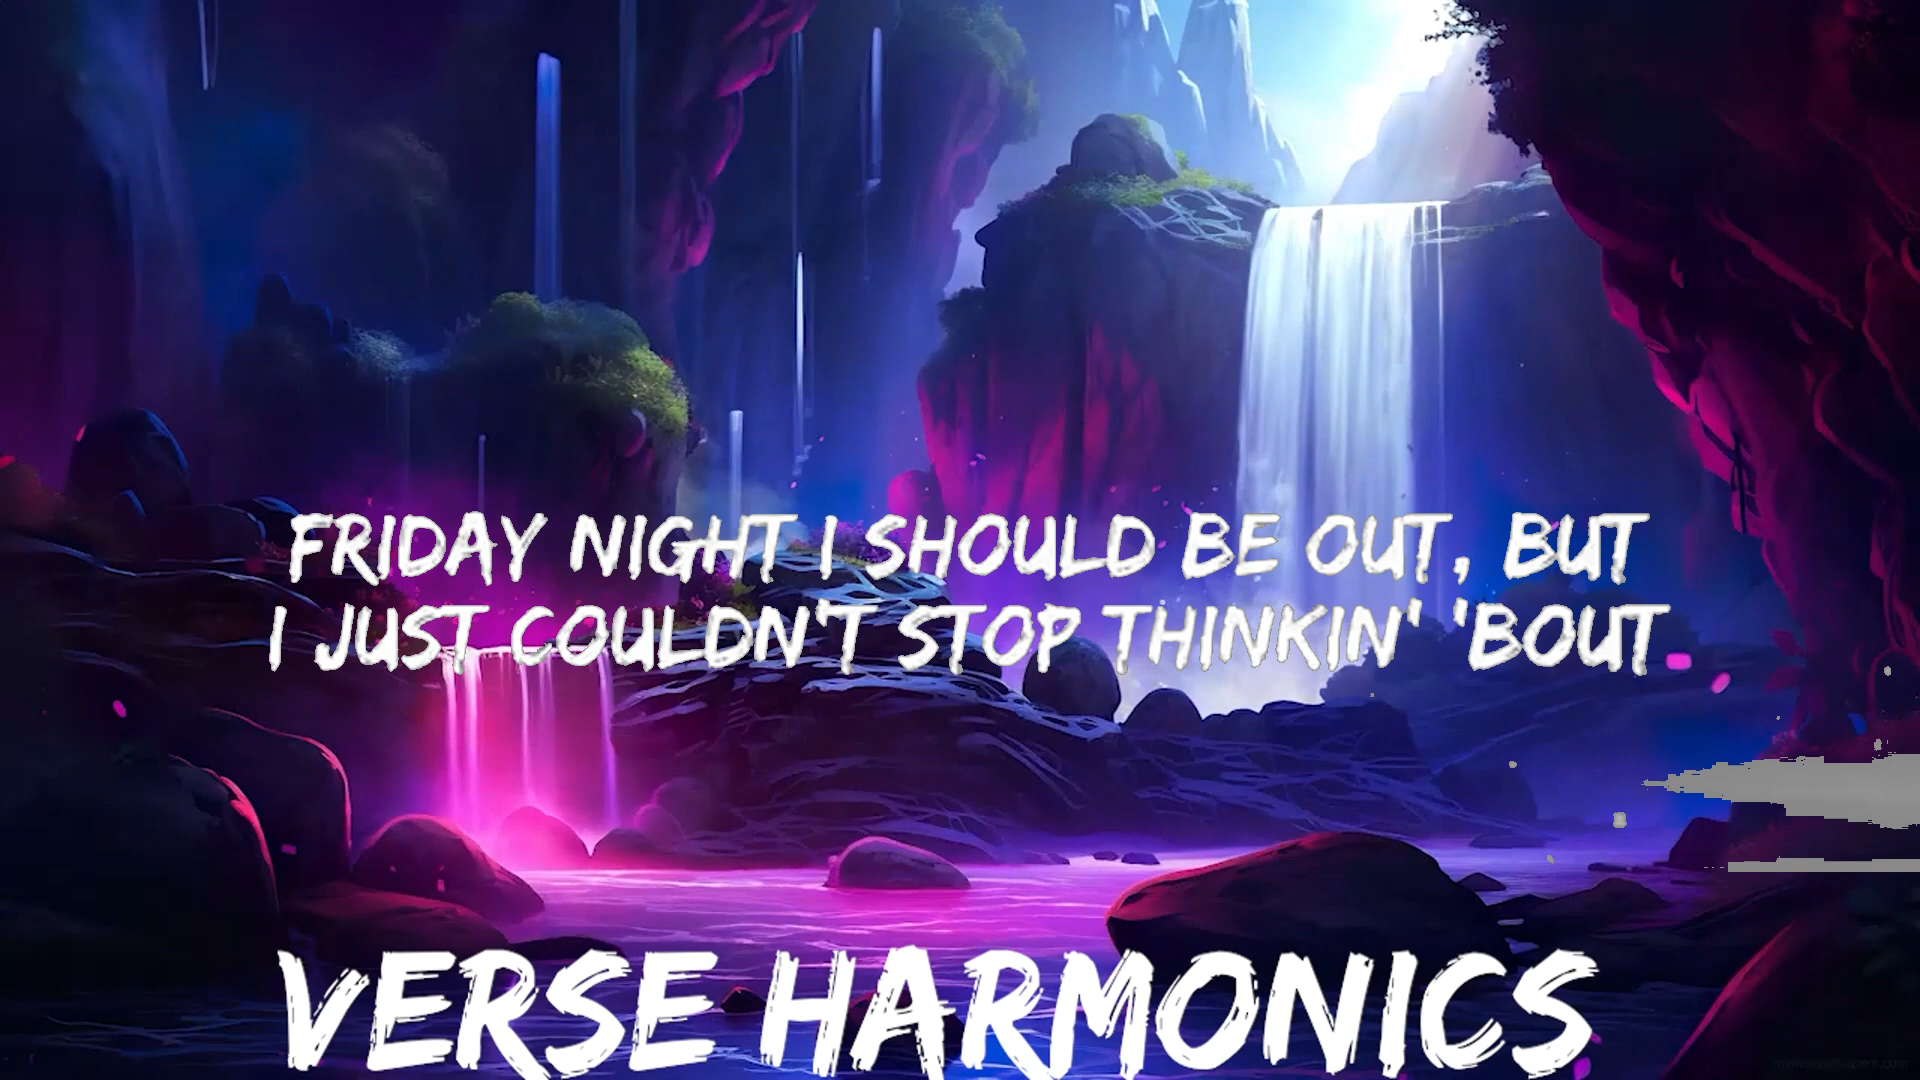 FRIDAY NIGHT I SHOULD BE OUT, BUT
I JUST COULDN'T STOP THINKIN' 'BOUT
VERSE HARMONICS